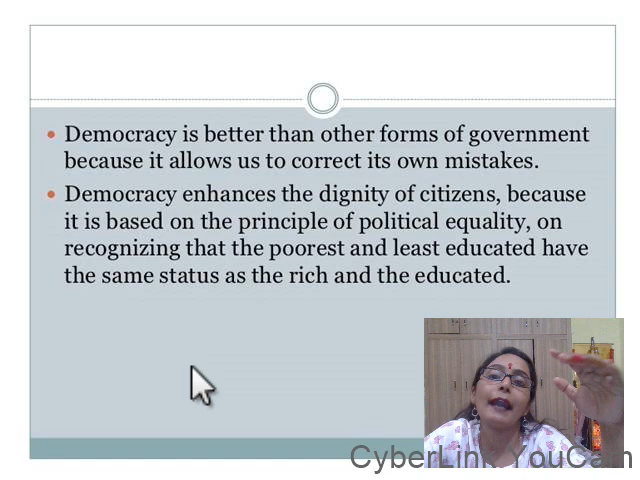 Democracy is better than other forms of government
because it allows us to correct its own mistakes.
Democracy enhances the dignity of citizens, because
it is based on the principle of political equality, on
recognizing that the poorest and least educated have
the same status as the rich and the educated.
CyberLink YouCam